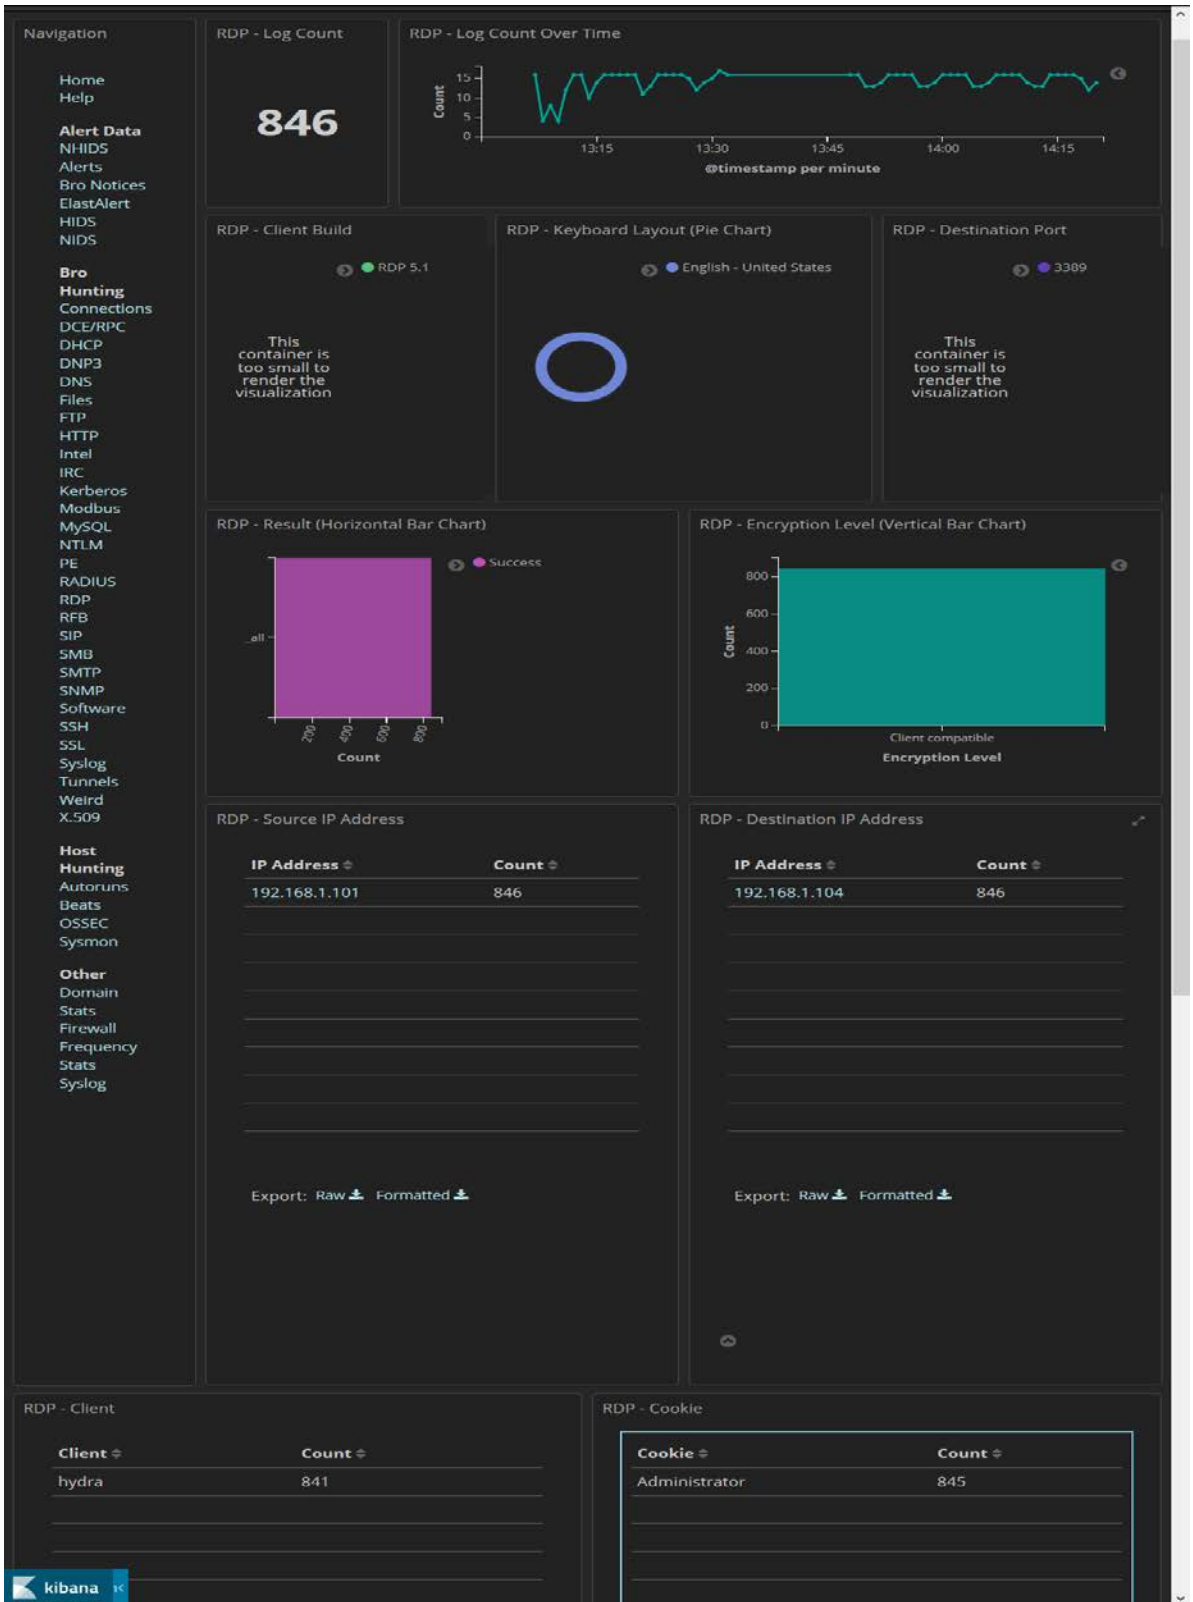 Navigation
Home
Help
Alert Data
NHIDS
Alerts
Bro Notices
ElastAlert
HIDS
NIDS
Bro
Hunting
Connections
DCE/RPC
DHCP
DNP3
DNS
Files
FTP
HTTP
Intel
IRC
Kerberos
Modbus
MySQL
NTLM
PE
RADIUS
RDP
RFB
SIP
SMB
SMTP
SNMP
Software
SSH
SSL
Syslog
Tunnels
Weird
X.509
Host
Hunting
Autoruns
Beats
OSSEC
Sysmon
Other
Domain
Stats
Firewall
Frequency
Stats
Syslog
RDP - Log Count
846
RDP - Log Count Over Time
Count
15
10
5
0
13:15 13:30 13:45 14:00 14:15
@timestamp per minute
RDP - Client Build
RDP 5.1
This
container is
too small to
render the
visualization
RDP - Keyboard Layout (Pie Chart)
English - United States
RDP - Destination Port
3389
This
container is
too small to
render the
visualization
RDP - Result (Horizontal Bar Chart)
Success
_all
200 400 600 800
Count
RDP - Encryption Level (Vertical Bar Chart)
Count
800
600
400
200
0
Client compatible
Encryption Level
RDP - Source IP Address
IP Address Count
192.168.1.101 846
Export: Raw Formatted
RDP - Destination IP Address
IP Address Count
192.168.1.104 846
Export: Raw Formatted
RDP - Client
Client Count
hydra 841
RDP - Cookie
Cookie Count
Administrator 845
kibana